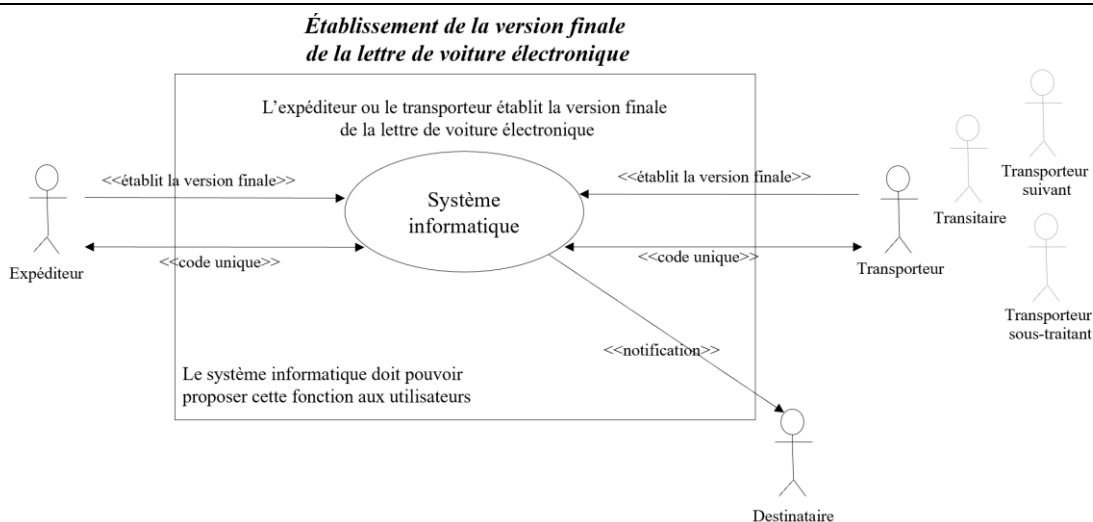 Établissement de la version finale
de la lettre de voiture électronique
L’expéditeur ou le transporteur établit la version finale
de la lettre de voiture électronique
<<établit la version finale>>
<<établit la version finale>>
Système
informatique
<<code unique>>
<<code unique>>
Expéditeur
Transporteur
Transitaire
Transporteur
suivant
Transporteur
sous-traitant
<<notification>>
Le système informatique doit pouvoir
proposer cette fonction aux utilisateurs
Destinataire